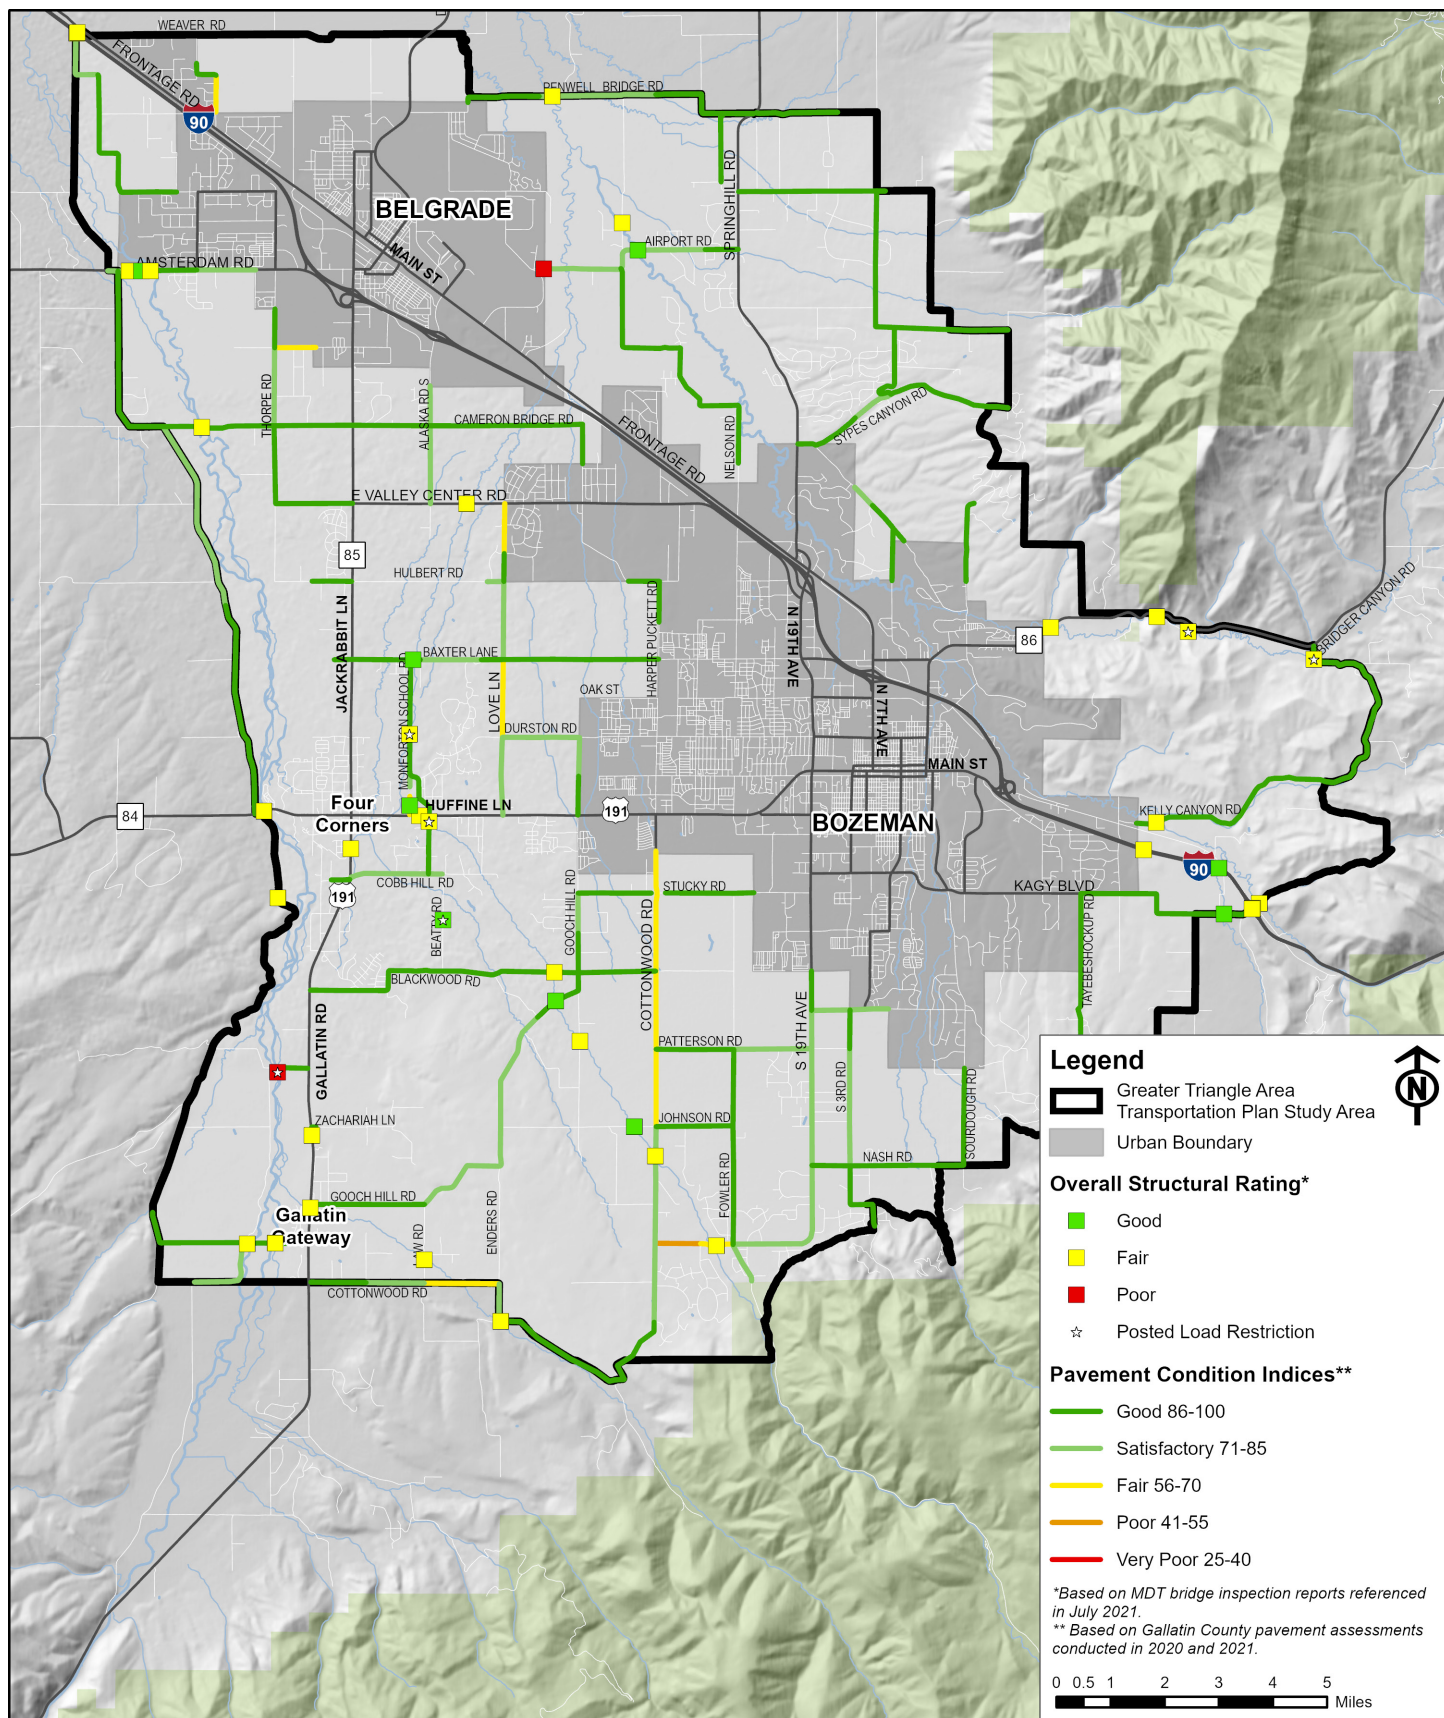 WEAVER RD
FRONTAGE RD
90
PENWELL BRIDGE RD
SPRINGHILL RD
BELGRADE
MAIN ST
AIRPORT RD
AMSTERDAM RD
THORPE RD
ALASKA RD S
CAMERON BRIDGE RD
FRONTAGE RD
NELSON RD
SYPES CANYON RD
E VALLEY CENTER RD
85
HULBERT RD
HARPER PUCKETT RD
JACKRABBIT LN
BAXTER LANE
MONFORTON SCHOOL RD
LOVE LN
OAK ST
DURSTON RD
N 19TH AVE
N 7TH AVE
86
BRIDGER CANYON RD
MAIN ST
84
Four
Corners
HUFFINE LN
191
BOZEMAN
KELLY CANYON RD
90
COBB HILL RD
191
BEATTY RD
GOOCH HILL RD
STUCKY RD
COTTONWOOD RD
KAGY BLVD
TAYEBESHOCKUP RD
BLACKWOOD RD
GALLATIN RD
PATTERSON RD
S 19TH AVE
S 3RD RD
SOURDOUGH RD
ZACHARIAH LN
JOHNSON RD
FOWLER RD
NASH RD
GOOCH HILL RD
ENDERS RD
Gallatin
Gateway
COTTONWOOD RD
Legend
N
Greater Triangle Area
Transportation Plan Study Area
Urban Boundary
Overall Structural Rating*
Good
Fair
Poor
Posted Load Restriction
Pavement Condition Indices**
Good 86-100
Satisfactory 71-85
Fair 56-70
Poor 41-55
Very Poor 25-40
*Based on MDT bridge inspection reports referenced
in July 2021.
** Based on Gallatin County pavement assessments
conducted in 2020 and 2021.
0 0.5 1 2 3 4 5
Miles